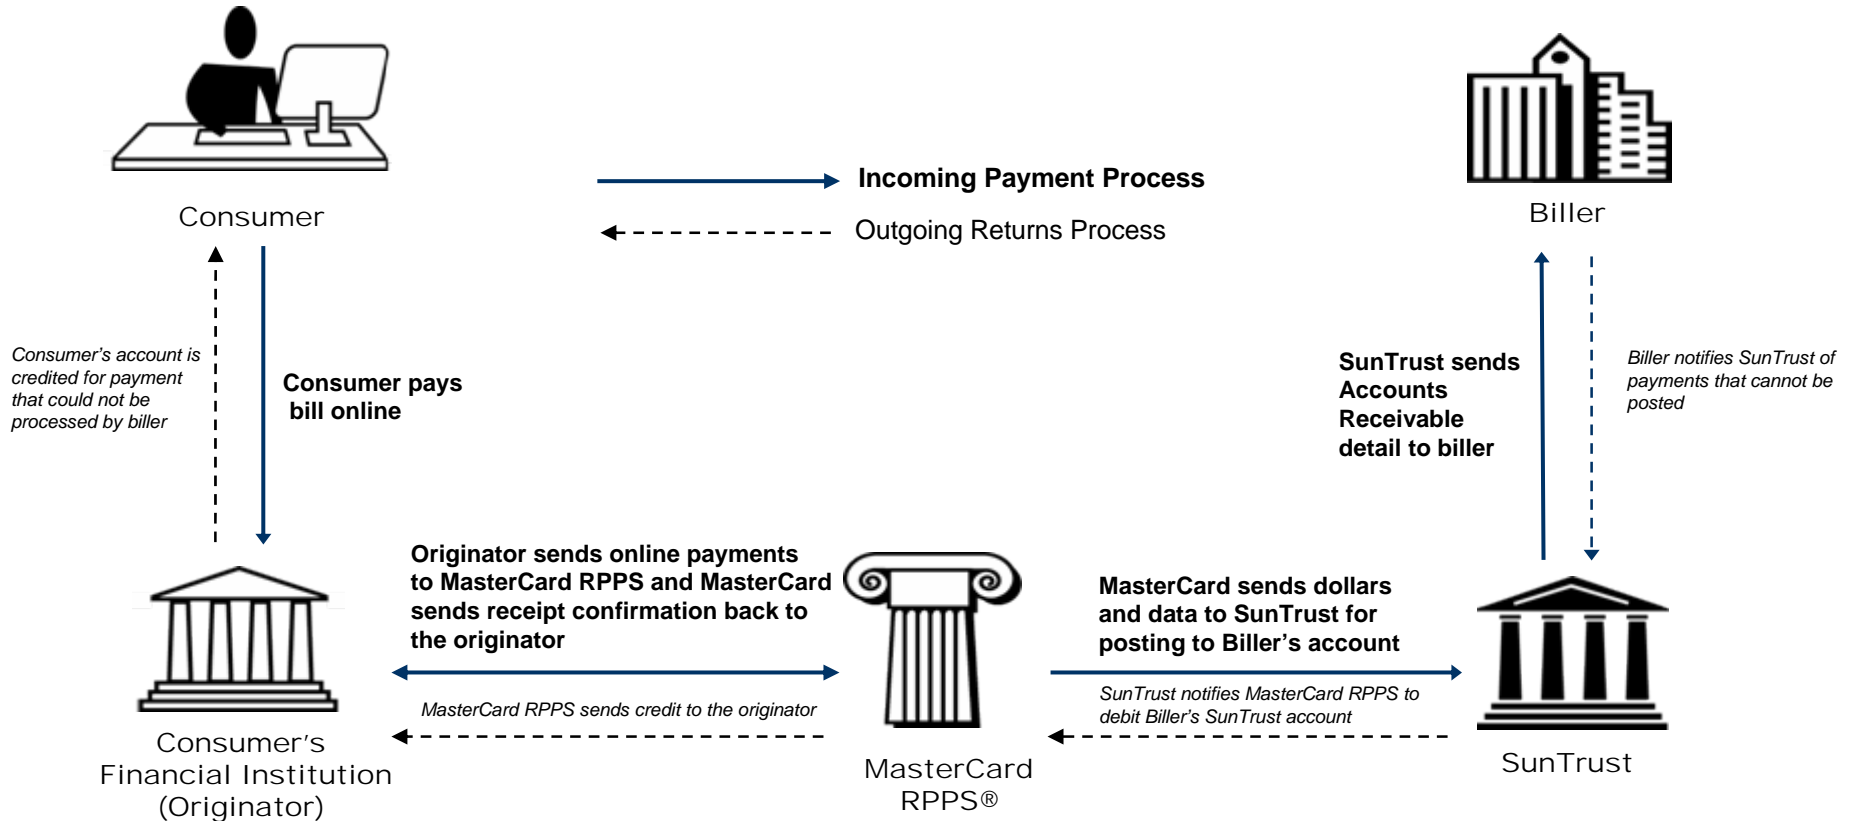 Incoming Payment Process
Outgoing Returns Process
Consumer
Biller
Consumer's account is
credited for payment
that could not be
processed by biller
Consumer pays
bill online
SunTrust sends
Accounts
Receivable
detail to biller
Biller notifies SunTrust of
payments that cannot be
posted
Originator sends online payments
to MasterCard RPPS and MasterCard
sends receipt confirmation back to
the originator
MasterCard sends dollars
and data to SunTrust for
posting to Biller's account
MasterCard RPPS sends credit to the originator
SunTrust notifies MasterCard RPPS to
debit Biller's SunTrust account
Consumer's
Financial Institution
(Originator)
MasterCard
RPPS®
SunTrust